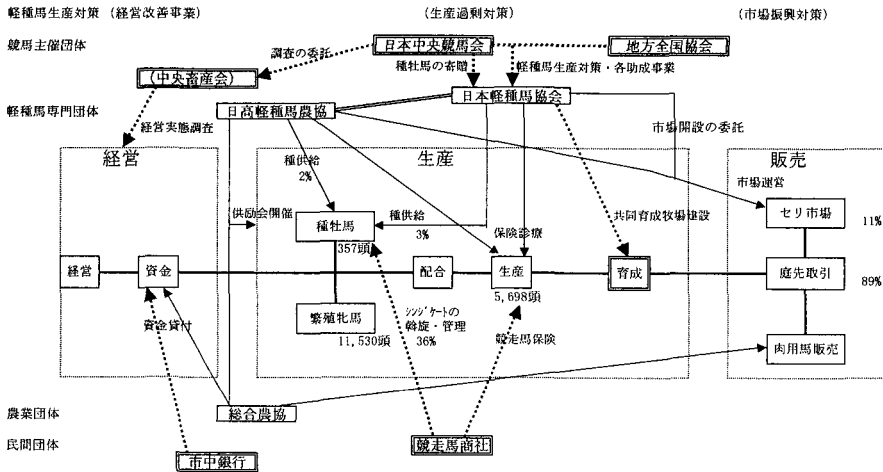 軽種馬生産対策（経営改善事業） （生産過剰対策） （市場振興対策）
競馬主催団体 日本中央競馬会 地方全国協会
調査の委託
（中央畜産会） 種牡馬の寄贈 軽種馬生産対策・各助成事業
軽種馬専門団体 日高軽種馬農協 日本軽種馬協会
経営実態調査 市場開設の委託
経営 生産 販売
種供給
2%
市場運営
供励会開催 種牡馬 種供給 保険診療 共同育成牧場建設 セリ市場 11%
357頭 3%
経営 資金 配合 生産 育成 庭先取引 89%
5,698頭
資金貸付 繁殖牝馬 ｼﾝｼﾞｹｰﾄの
斡旋・管理
36%
競走馬保険 肉用馬販売
11,530頭
農業団体 総合農協
民間団体 競走馬商社
市中銀行